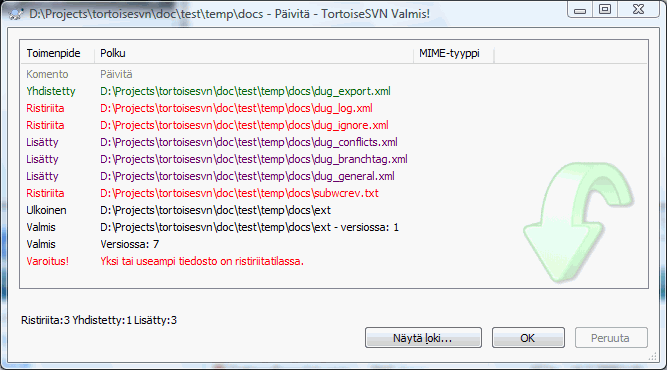 D:\Projects\tortoisesvn\doc\test\temp\docs - Päivitä - TortoiseSVN Valmis!
Toimenpide Polku MIME-tyyppi
Komento Päivitä
Yhdistetty D:\Projects\tortoisesvn\doc\test\temp\docs\dug_export.xml
Ristiriita D:\Projects\tortoisesvn\doc\test\temp\docs\dug_log.xml
Ristiriita D:\Projects\tortoisesvn\doc\test\temp\docs\dug_ignore.xml
Lisätty D:\Projects\tortoisesvn\doc\test\temp\docs\dug_conflicts.xml
Lisätty D:\Projects\tortoisesvn\doc\test\temp\docs\dug_branchtag.xml
Lisätty D:\Projects\tortoisesvn\doc\test\temp\docs\dug_general.xml
Ristiriita D:\Projects\tortoisesvn\doc\test\temp\docs\subwcrev.txt
Ulkoinen D:\Projects\tortoisesvn\doc\test\temp\docs\ext
Valmis D:\Projects\tortoisesvn\doc\test\temp\docs\ext - versiossa: 1
Valmis Versiossa: 7
Varoitus! Yksi tai useampi tiedosto on ristiriitatilassa.
Ristiriita:3 Yhdistetty:1 Lisätty:3
Näytä loki... OK Peruuta